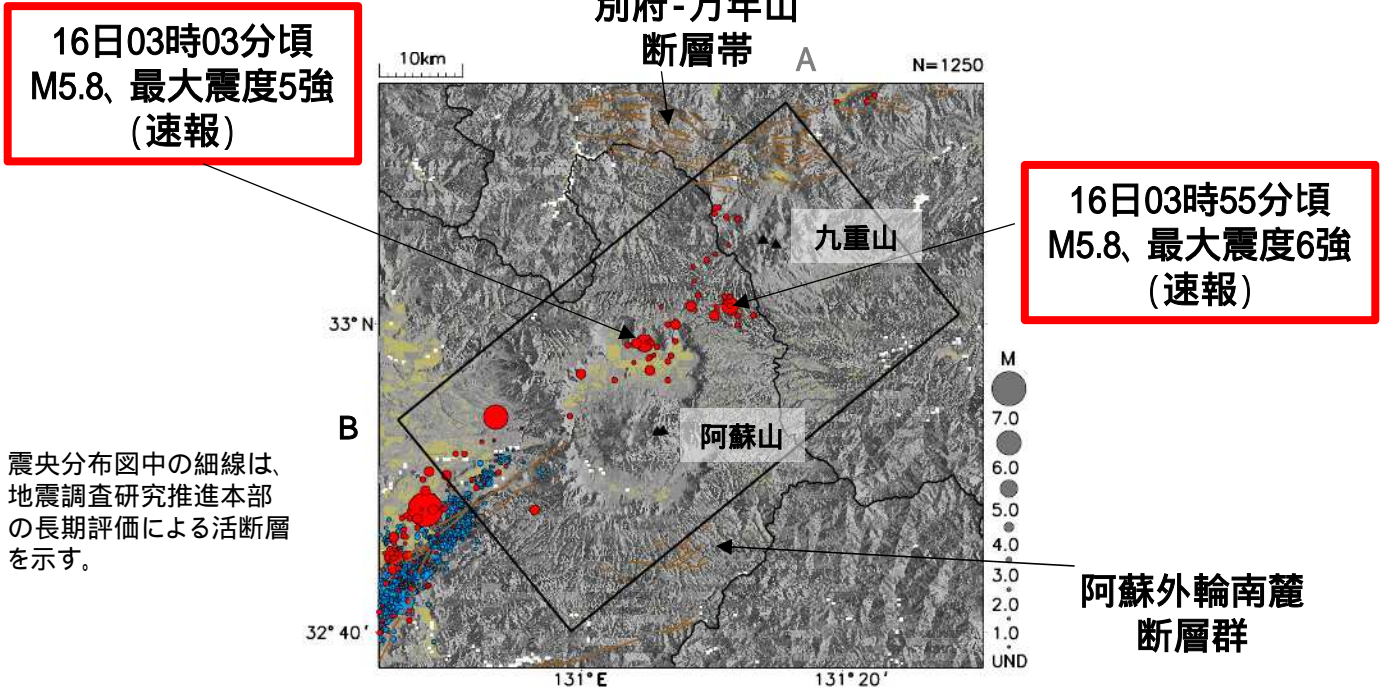 別府-万年山
断層帯
16日03時03分頃
M5.8、最大震度5強
(速報)
10km
A
N=1250
16日03時55分頃
M5.8、最大震度6強
(速報)
九重山
33°N
阿蘇山
B
震央分布図中の細線は、
地震調査研究推進本部
の長期評価による活断層
を示す。
M
7.0
6.0
5.0
4.0
3.0
2.0
1.0
UND
阿蘇外輪南麓
断層群
32°40'
131°E
131°20'